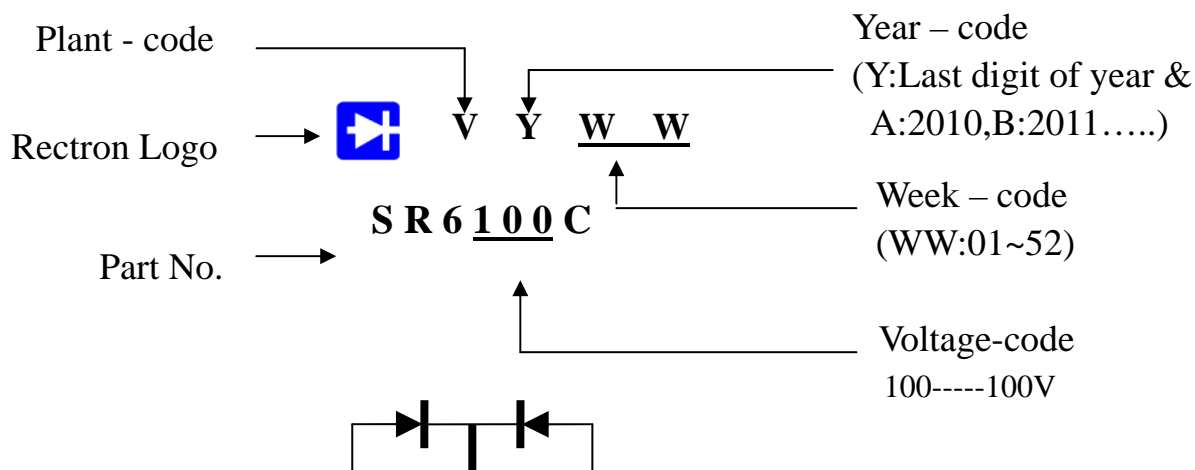 Plant - code
Year – code
(Y:Last digit of year &
A:2010,B:2011…..)
V Y W W
Rectron Logo
Week – code
(WW:01~52)
S R 6 1 0 0 C
Part No.
Voltage-code
100-----100V